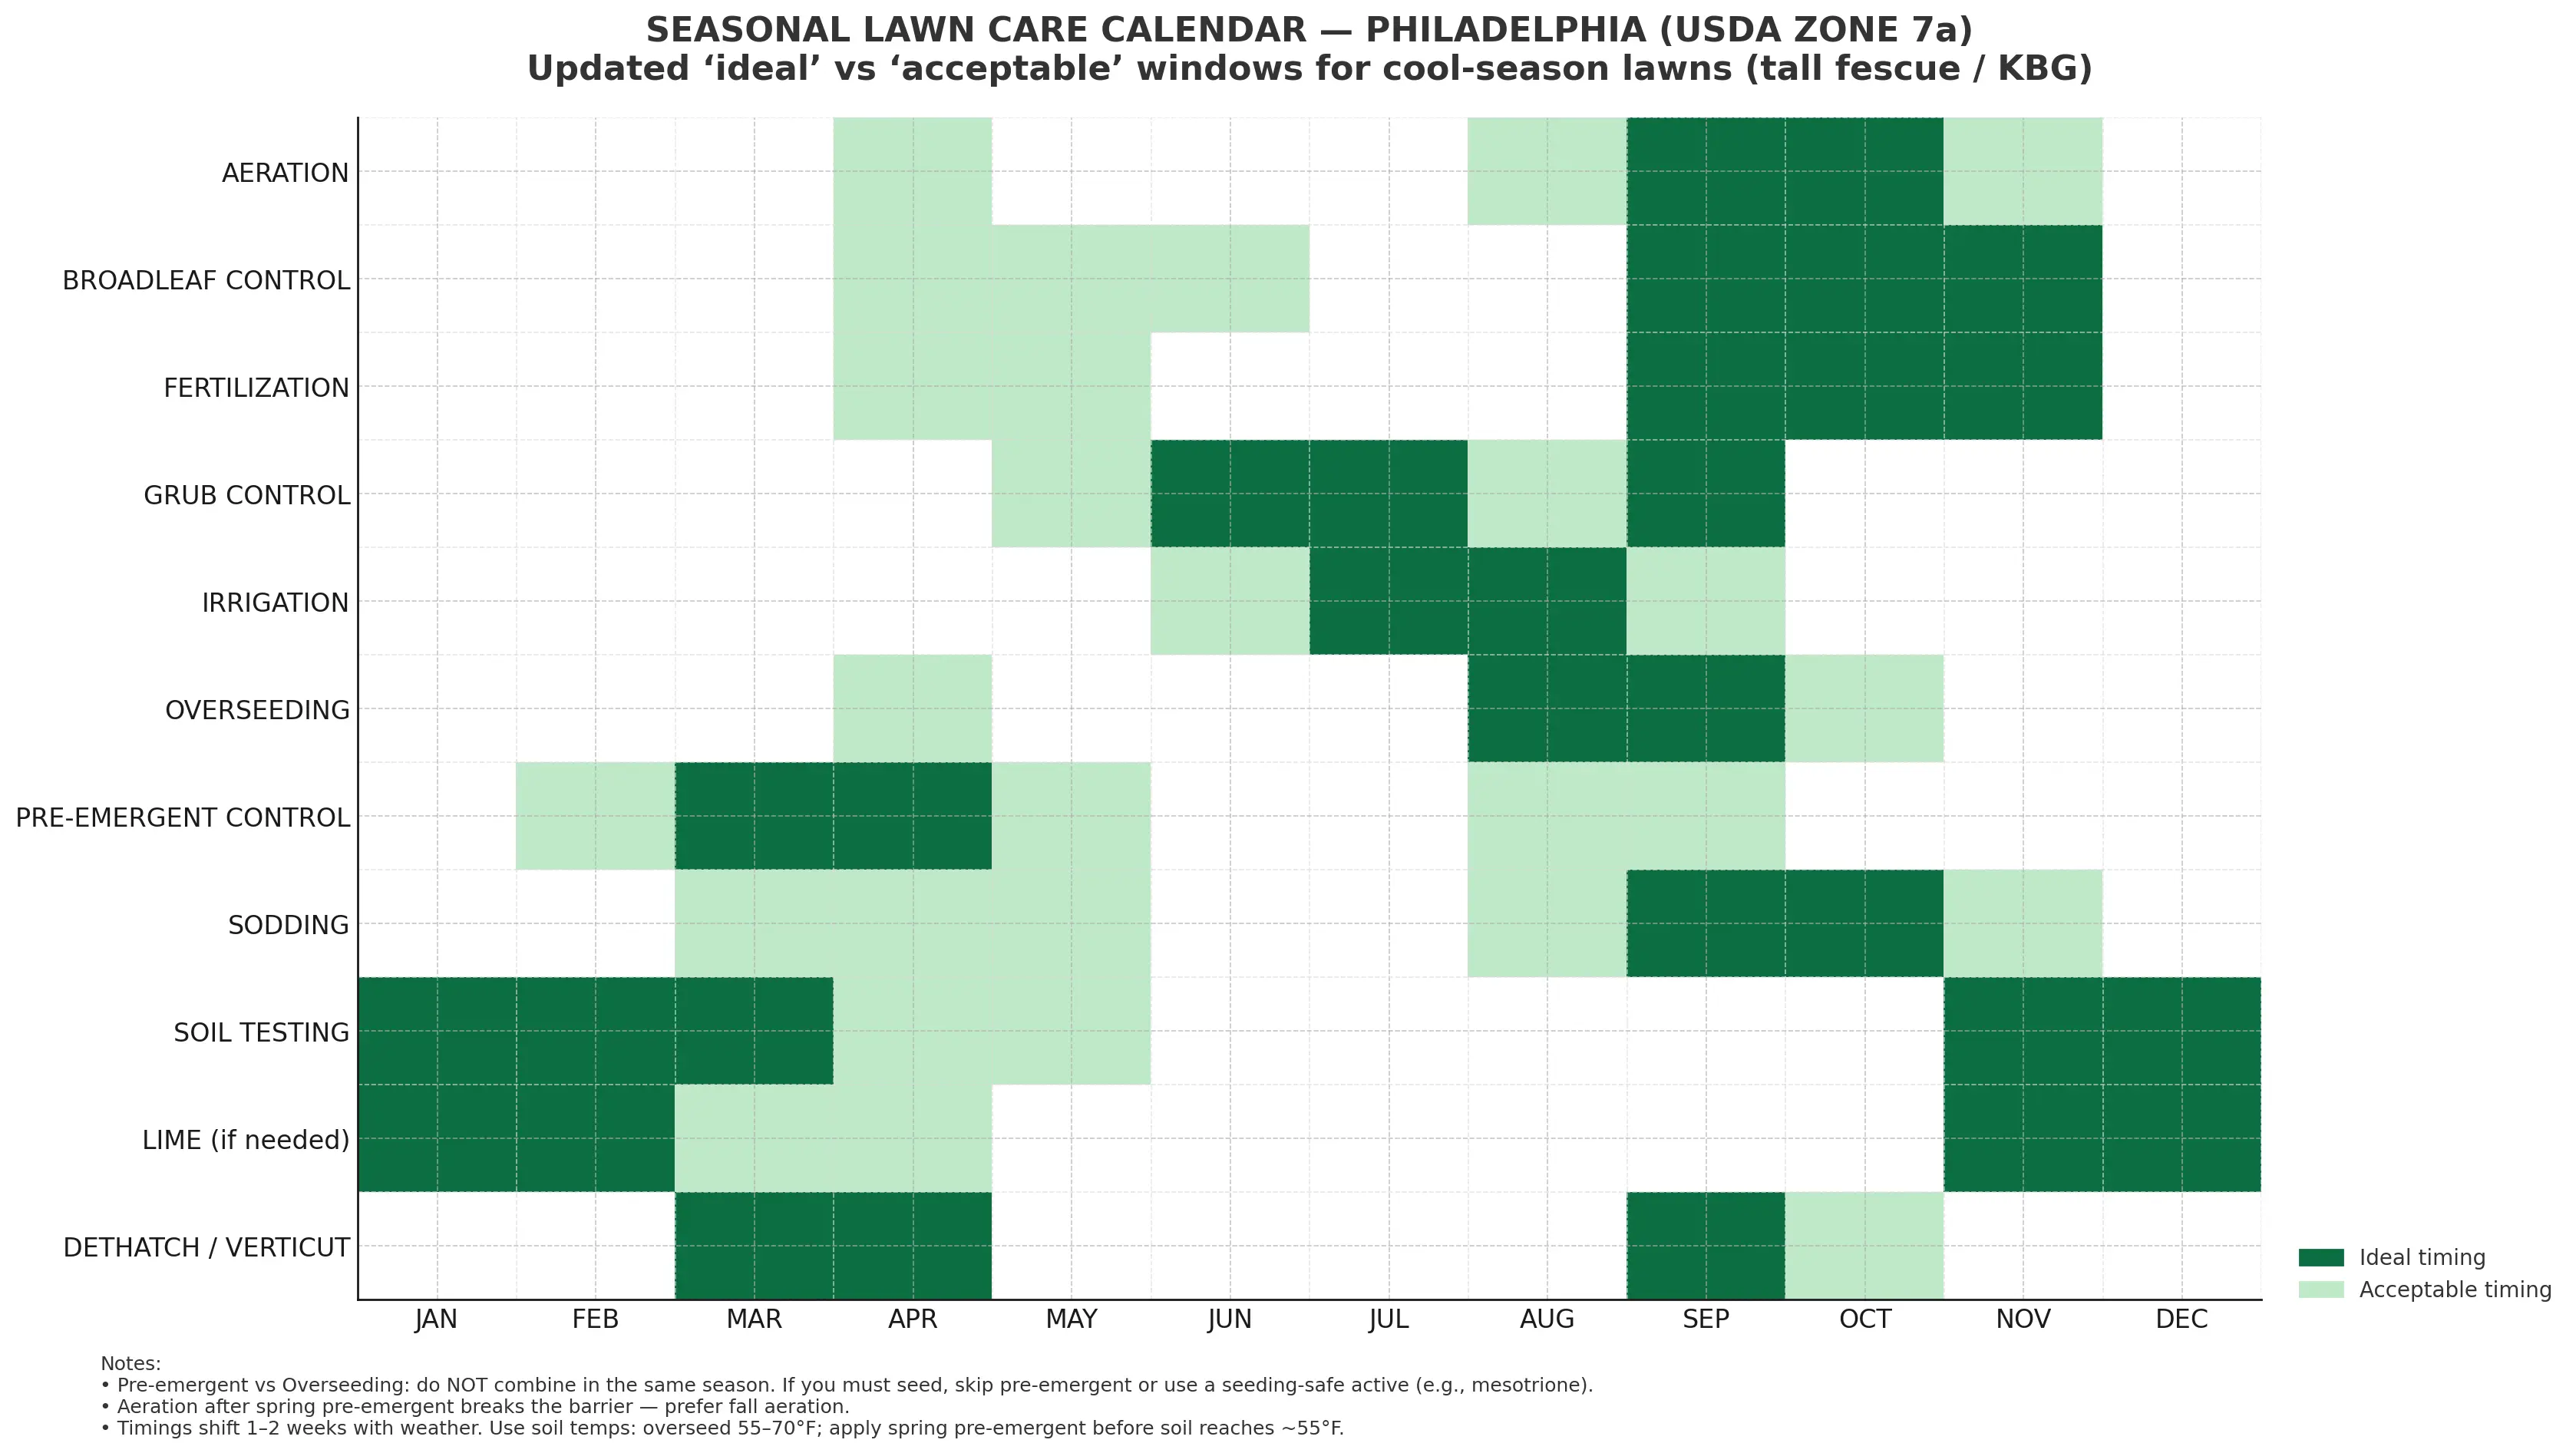 SEASONAL LAWN CARE CALENDAR — PHILADELPHIA (USDA ZONE 7a)
Updated ‘ideal’ vs ‘acceptable’ windows for cool-season lawns (tall fescue / KBG)
AERATION
BROADLEAF CONTROL
FERTILIZATION
GRUB CONTROL
IRRIGATION
OVERSEEDING
PRE-EMERGENT CONTROL
SODDING
SOIL TESTING
LIME (if needed)
DETHATCH / VERTICUT
Ideal timing
Acceptable timing
JAN FEB MAR APR MAY JUN JUL AUG SEP OCT NOV DEC
Notes:
• Pre-emergent vs Overseeding: do NOT combine in the same season. If you must seed, skip pre-emergent or use a seeding-safe active (e.g., mesotrione).
• Aeration after spring pre-emergent breaks the barrier — prefer fall aeration.
• Timings shift 1–2 weeks with weather. Use soil temps: overseed 55–70°F; apply spring pre-emergent before soil reaches ~55°F.